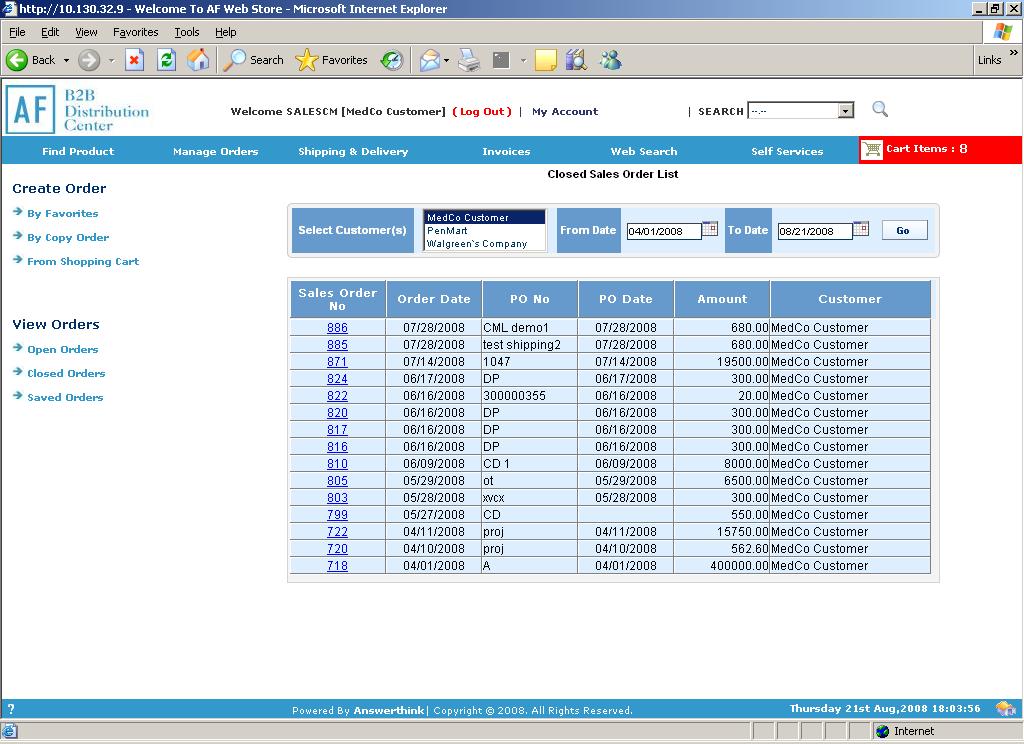 http://10.130.32.9 - Welcome To AF Web Store - Microsoft Internet Explorer
File Edit View Favorites Tools Help
Back Search Favorites Links »
AF B2B Distribution Center
Welcome SALESCM [MedCo Customer] ( Log Out ) | My Account | SEARCH --.--
Find Product Manage Orders Shipping & Delivery Invoices Web Search Self Services Cart Items : 8
Closed Sales Order List
Create Order
By Favorites
By Copy Order
From Shopping Cart
View Orders
Open Orders
Closed Orders
Saved Orders
Select Customer(s)
MedCo Customer
PenMart
Walgreen`s Company
From Date 04/01/2008 To Date 08/21/2008 Go
Sales Order No Order Date PO No PO Date Amount Customer
886 07/28/2008 CML demo1 07/28/2008 680.00 MedCo Customer
885 07/28/2008 test shipping2 07/28/2008 680.00 MedCo Customer
871 07/14/2008 1047 07/14/2008 19500.00 MedCo Customer
824 06/17/2008 DP 06/17/2008 300.00 MedCo Customer
822 06/16/2008 300000355 06/16/2008 20.00 MedCo Customer
820 06/16/2008 DP 06/16/2008 300.00 MedCo Customer
817 06/16/2008 DP 06/16/2008 300.00 MedCo Customer
816 06/16/2008 DP 06/16/2008 300.00 MedCo Customer
810 06/09/2008 CD 1 06/09/2008 8000.00 MedCo Customer
805 05/29/2008 ot 05/29/2008 6500.00 MedCo Customer
803 05/28/2008 xvcx 05/28/2008 300.00 MedCo Customer
799 05/27/2008 CD 550.00 MedCo Customer
722 04/11/2008 proj 04/11/2008 15750.00 MedCo Customer
720 04/10/2008 proj 04/10/2008 562.60 MedCo Customer
718 04/01/2008 A 04/01/2008 400000.00 MedCo Customer
? Powered By Answerthink | Copyright © 2008. All Rights Reserved. Thursday 21st Aug,2008 18:03:56
Internet